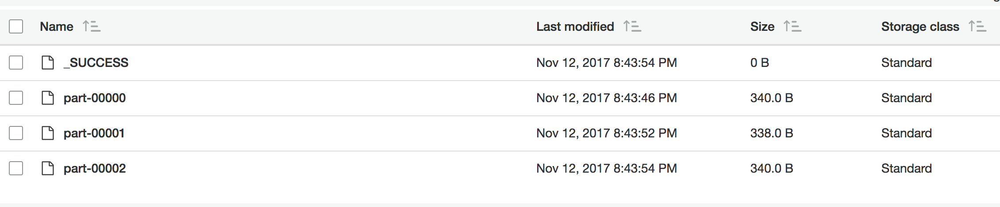 Name Last modified Size Storage class
_SUCCESS Nov 12, 2017 8:43:54 PM 0 B Standard
part-00000 Nov 12, 2017 8:43:46 PM 340.0 B Standard
part-00001 Nov 12, 2017 8:43:52 PM 338.0 B Standard
part-00002 Nov 12, 2017 8:43:54 PM 340.0 B Standard